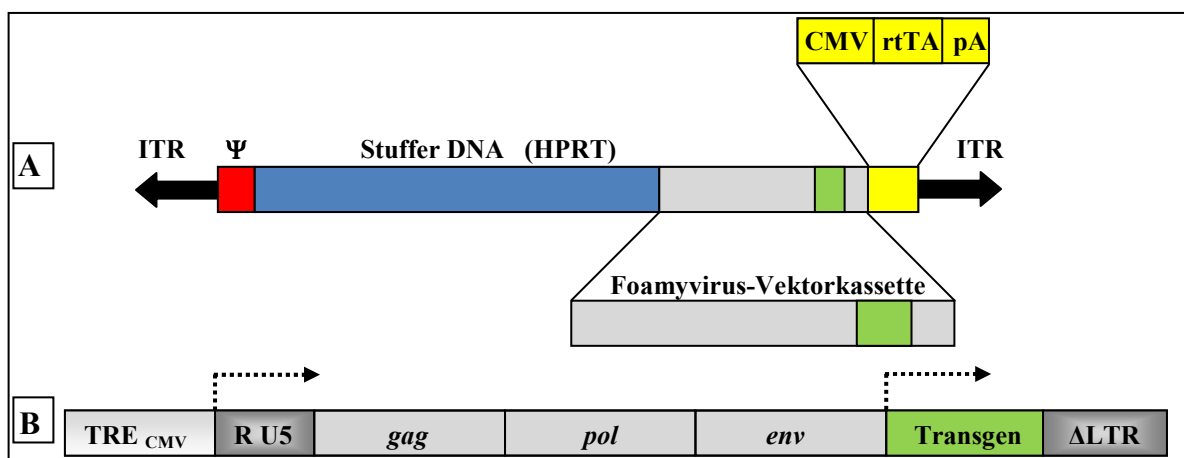 CMV rtTA pA
A
ITR Ψ Stuffer DNA (HPRT) ITR
Foamyvirus-Vektorkassette
B
TRE CMV R U5 gag pol env Transgen ΔLTR